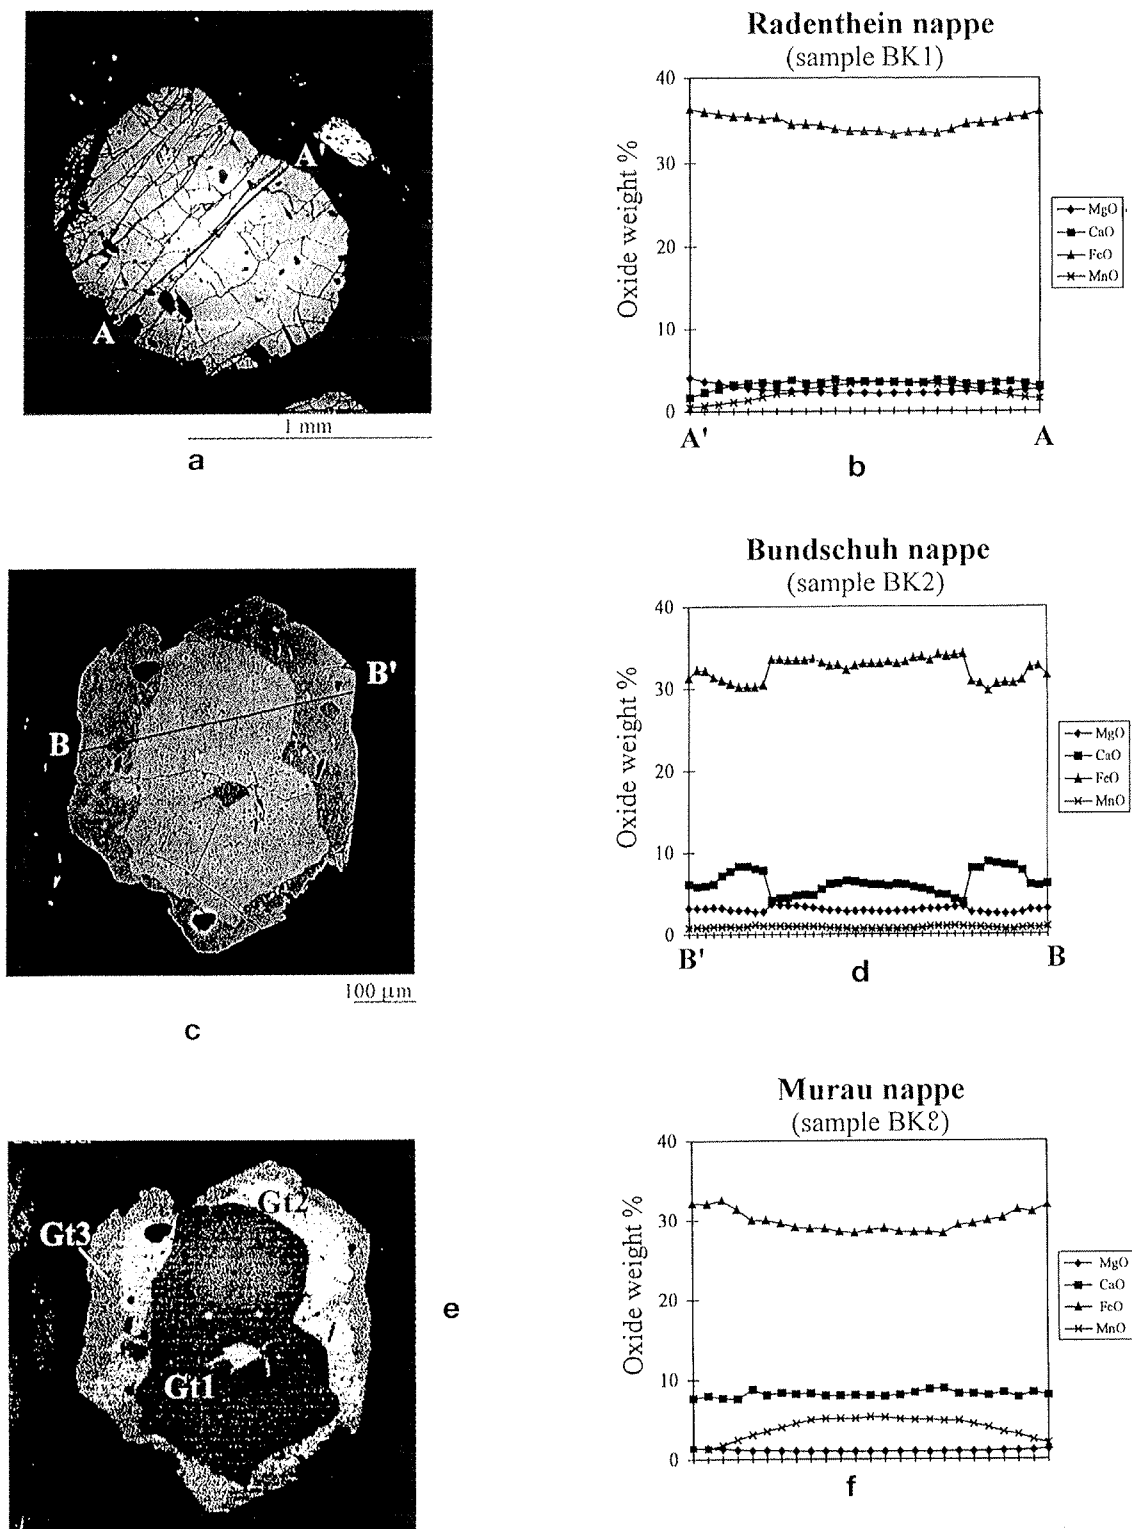 Radenthein nappe
(sample BK1)
A'
A
1 mm
a
Oxide weight %
40
30
20
10
0
A'
A
b
MgO
CaO
FeO
MnO
Bundschuh nappe
(sample BK2)
B'
B
100 µm
c
Oxide weight %
40
30
20
10
0
B'
B
d
MgO
CaO
FeO
MnO
Murau nappe
(sample BK8)
Gt2
Gt3
Gt1
e
Oxide weight %
40
30
20
10
0
f
MgO
CaO
FeO
MnO